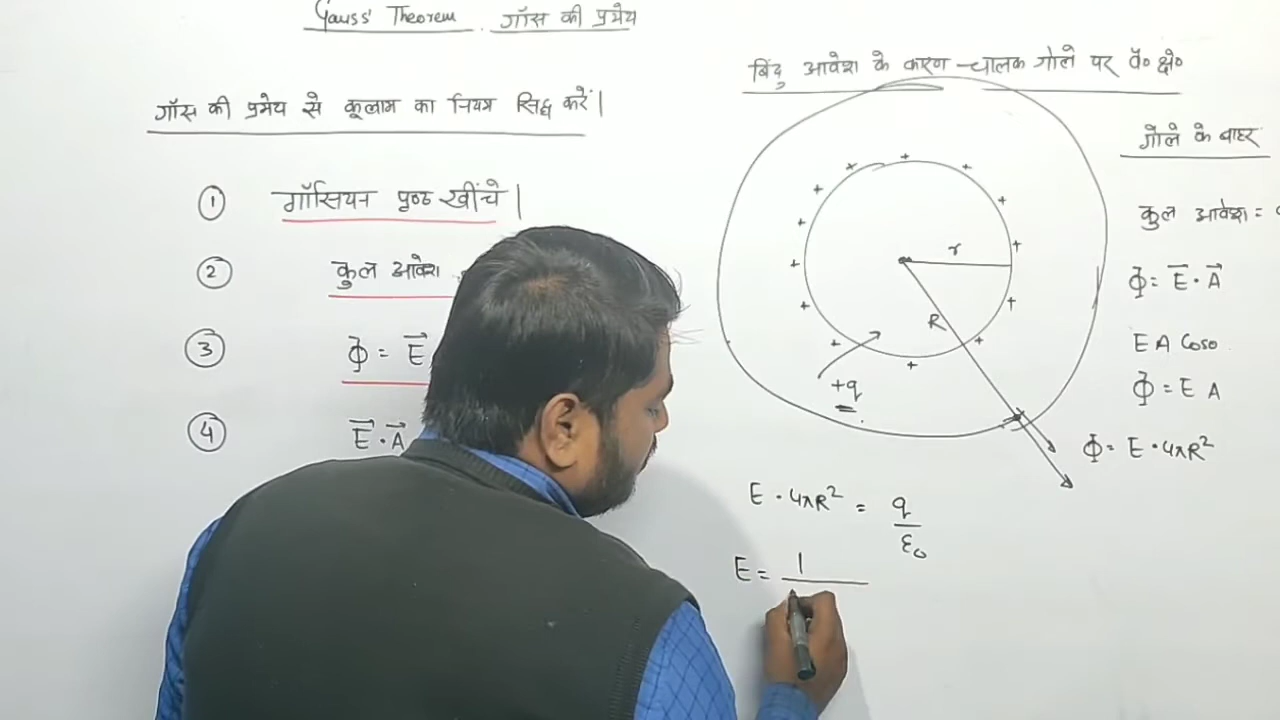 Gauss' Theorem . गॉस की प्रमेय
गॉस की प्रमेय से कूलाम का नियम सिद्ध करें।
① गॉसियन पृष्ठ खींचे।
② कुल आवेश
③ Φ = E
④ E · A
बिंदु आवेश के कारण चालक गोले पर वै० क्षे०
+ + + + + + + + + + + + +
r
R
+q
गोले के बाहर
कुल आवेश =
Φ = E · A
E A Coso
Φ = E A
Φ = E · 4πR²
E · 4πR² = q/ε₀
E = 1